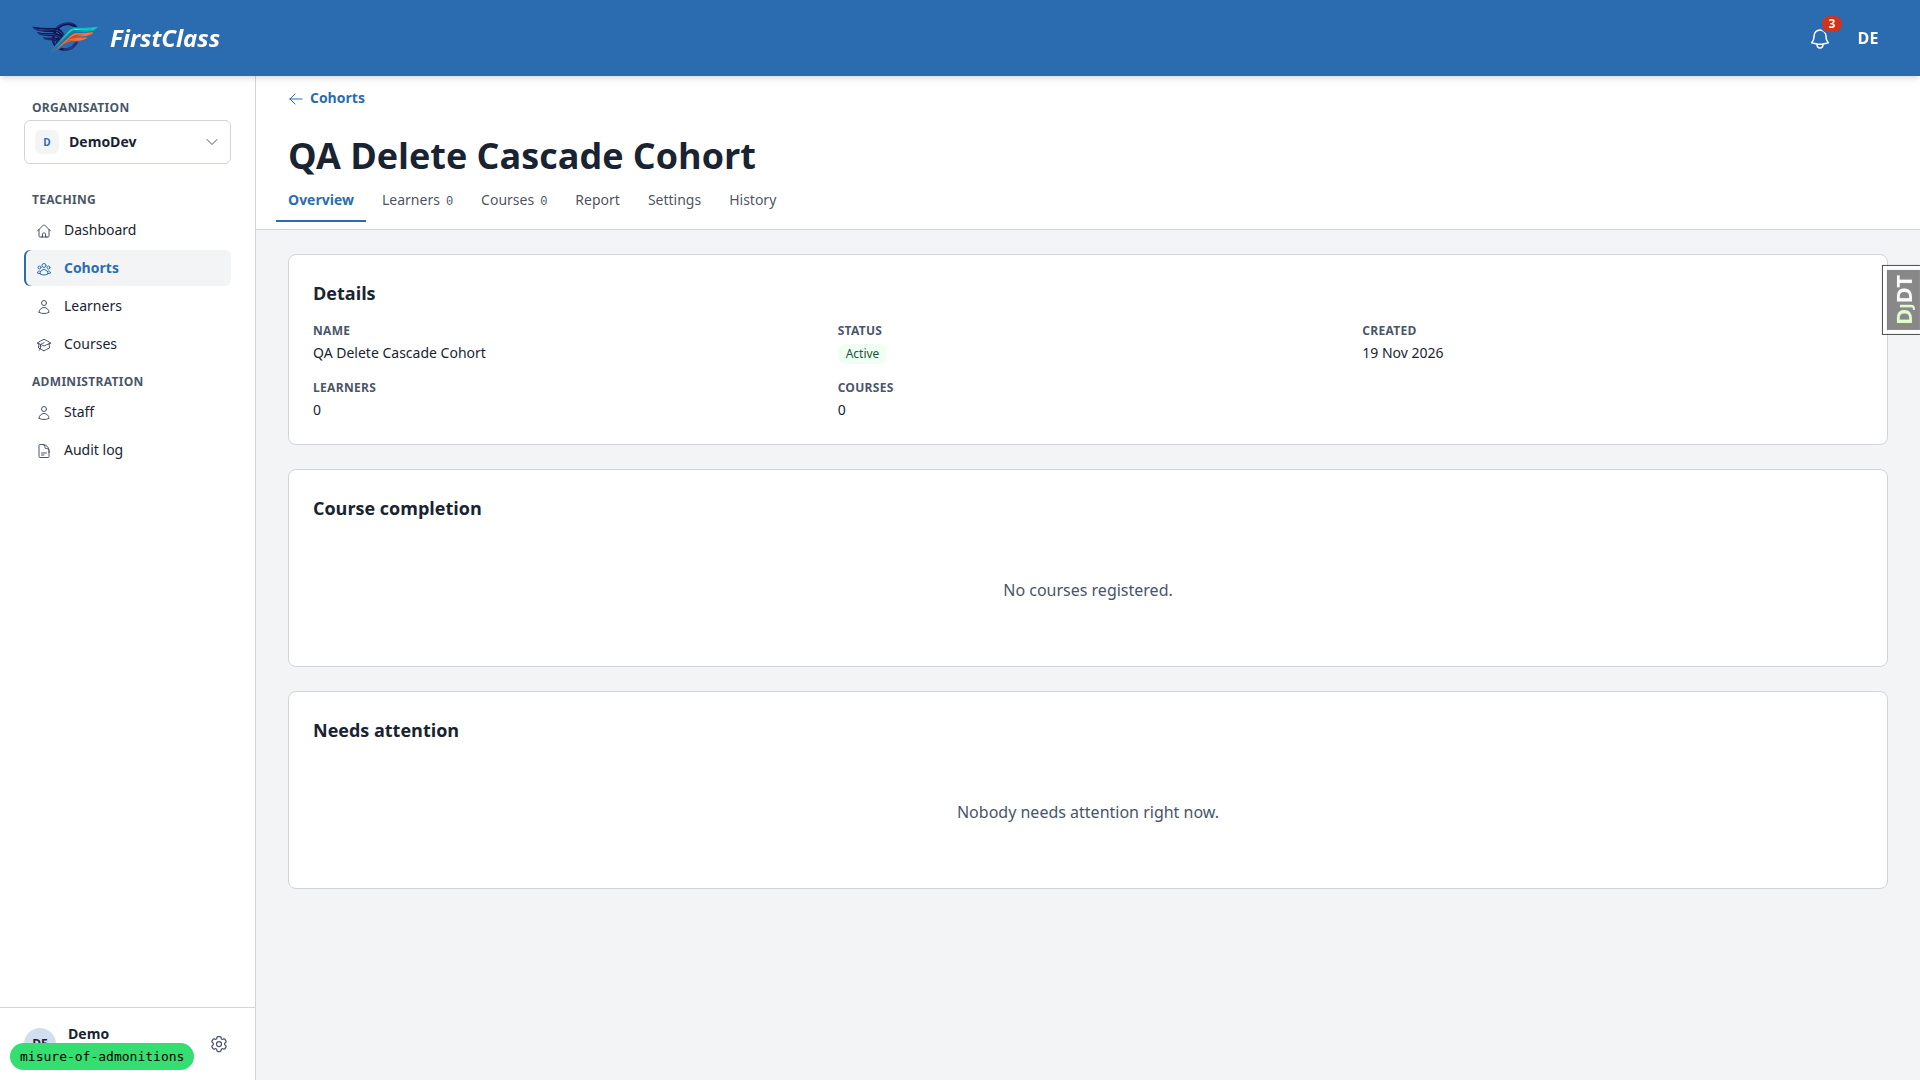 FirstClass
3
DE
ORGANISATION
D DemoDev
TEACHING
Dashboard
Cohorts
Learners
Courses
ADMINISTRATION
Staff
Audit log
Demo
misure-of-admonitions
Cohorts
QA Delete Cascade Cohort
Overview Learners 0 Courses 0 Report Settings History
Details
NAME STATUS CREATED
QA Delete Cascade Cohort Active 19 Nov 2026
LEARNERS COURSES
0 0
Course completion
No courses registered.
Needs attention
Nobody needs attention right now.
DjDT